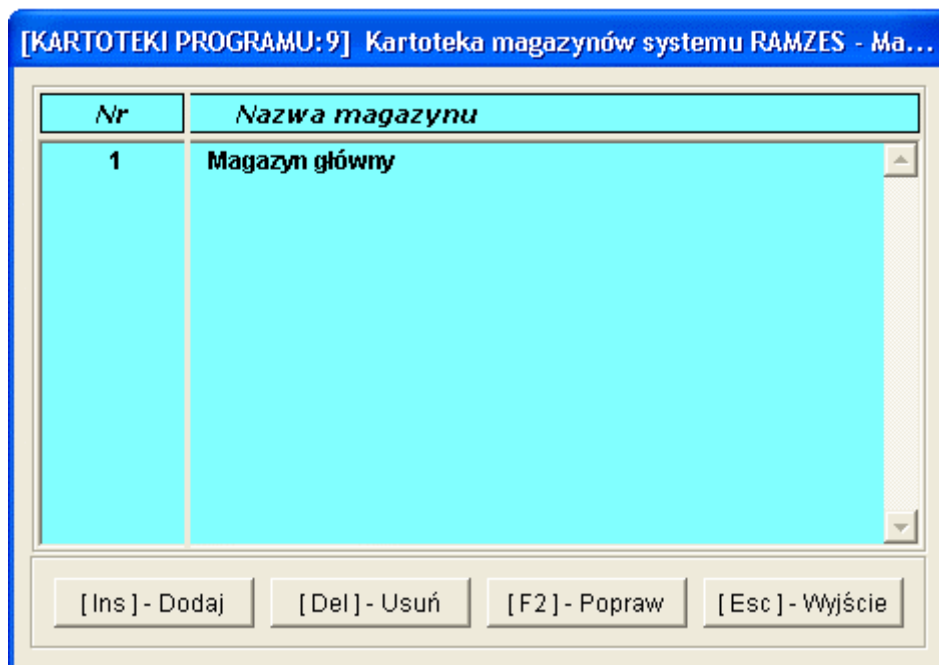 [KARTOTEKI PROGRAMU:9] Kartoteka magazynów systemu RAMZES - Ma...
Nr Nazwa magazynu
1 Magazyn główny
[Ins]- Dodaj [Del]- Usuń [F2]- Popraw [Esc]- Wyjście